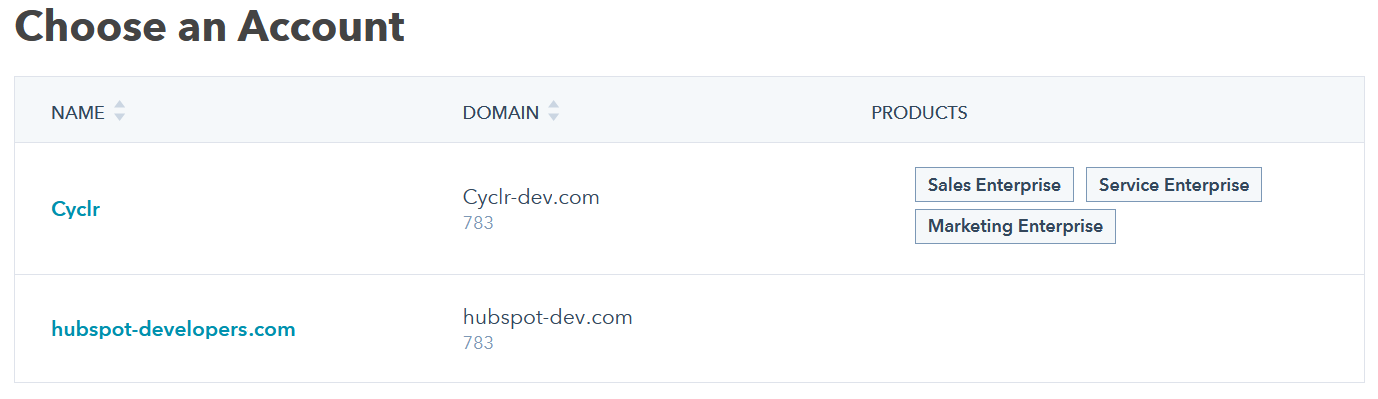 Choose an Account
NAME DOMAIN PRODUCTS
Cyclr
Cyclr-dev.com
783
Sales Enterprise Service Enterprise
Marketing Enterprise
hubspot-developers.com
hubspot-dev.com
783